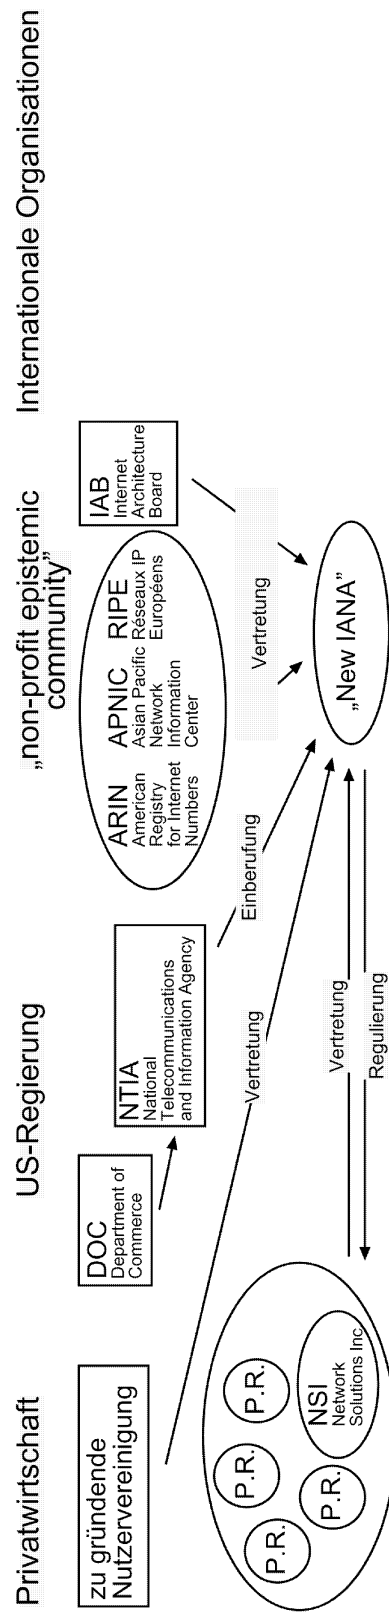 Privatwirtschaft
US-Regierung
„non-profit epistemic
community”
Internationale Organisationen
zu gründende
Nutzervereinigung
DOC
Department of
Commerce
NTIA
National
Telecommunications
and Information Agency
ARIN
American
Registry
for Internet
Numbers
APNIC
Asian Pacific
Network
Information
Center
RIPE
Réseaux IP
Européens
IAB
Internet
Architecture
Board
Einberufung
Vertretung
Vertretung
Vertretung
Regulierung
„New IANA”
P.R.
P.R.
P.R.
P.R.
NSI
Network
Solutions Inc.